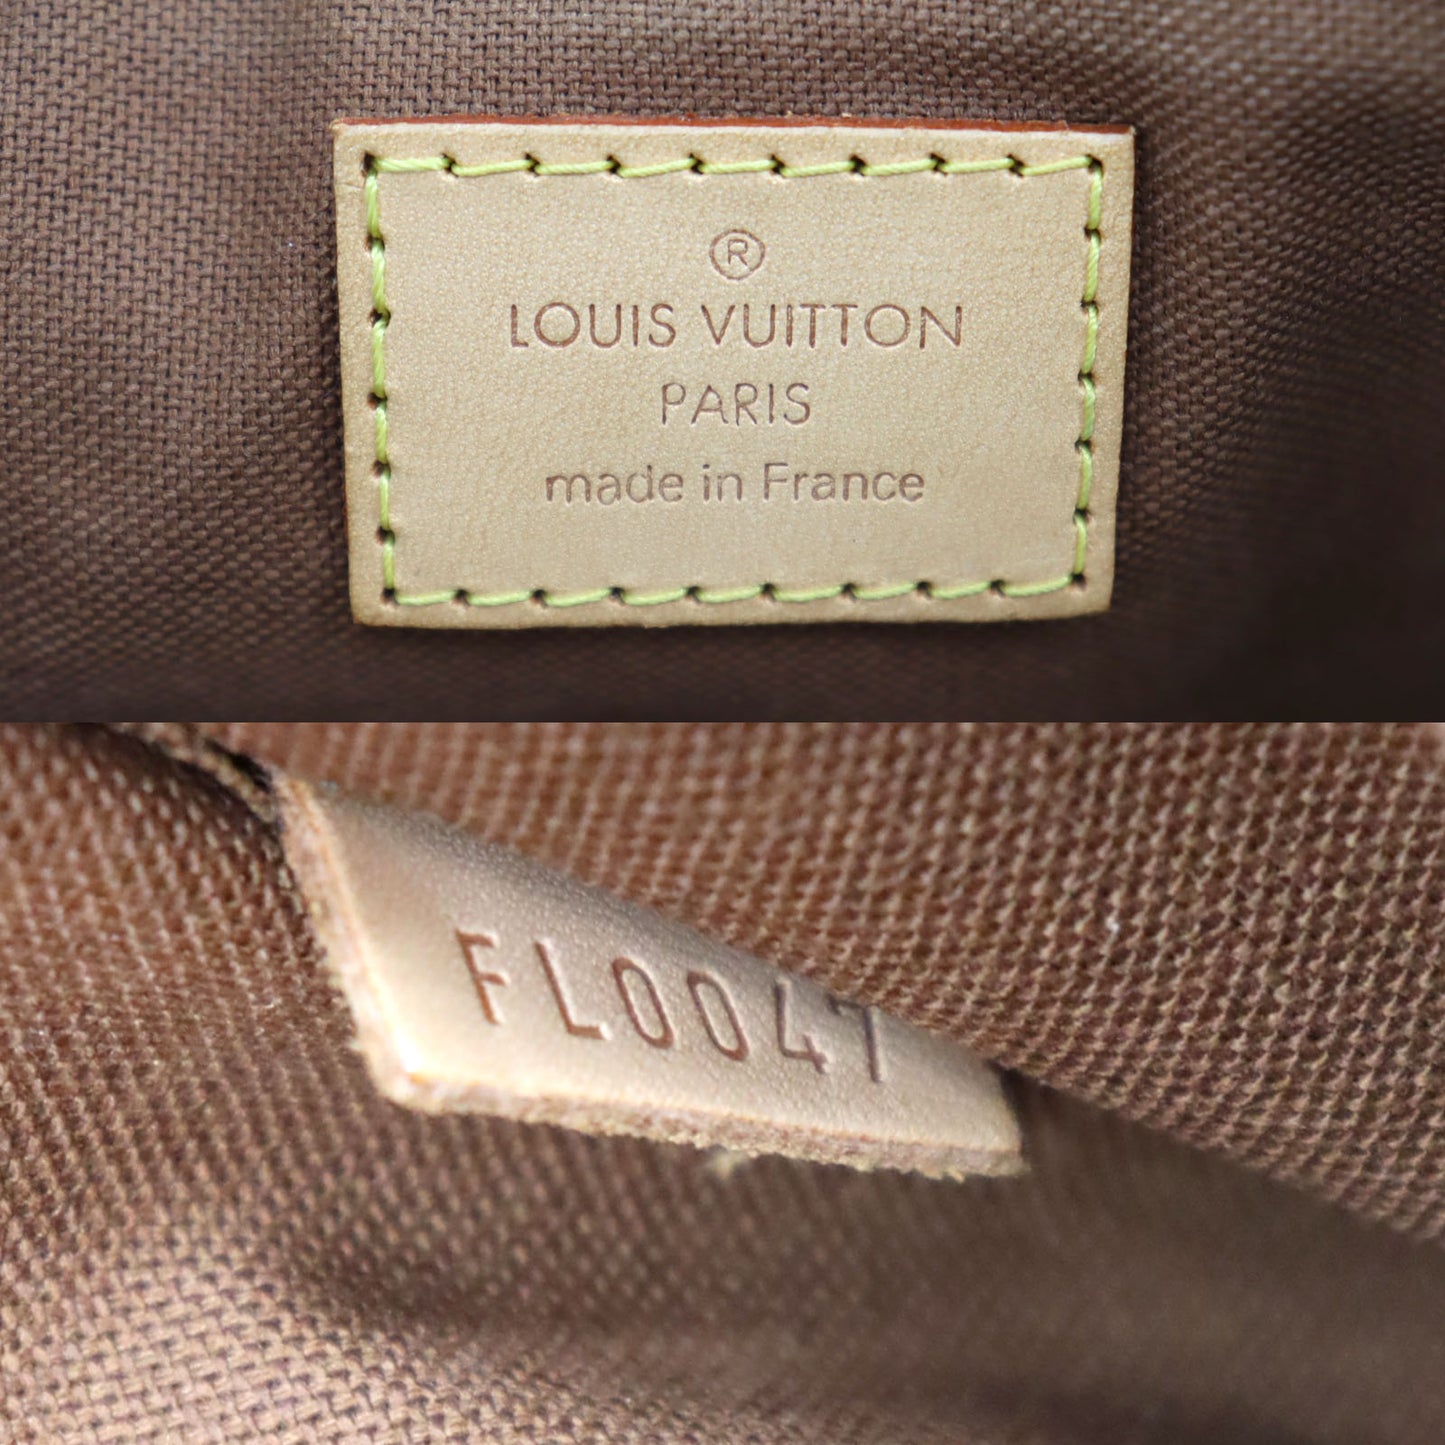 ®
LOUIS VUITTON
PARIS
made in France
FL0047